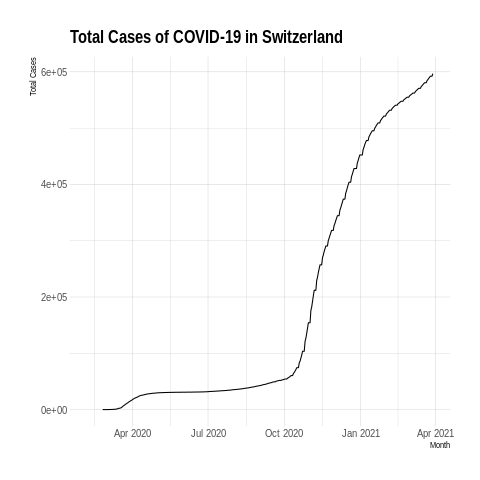 Total Cases of COVID-19 in Switzerland
Total Cases
6e+05
4e+05
2e+05
0e+00
Apr 2020 Jul 2020 Oct 2020 Jan 2021 Apr 2021
Month